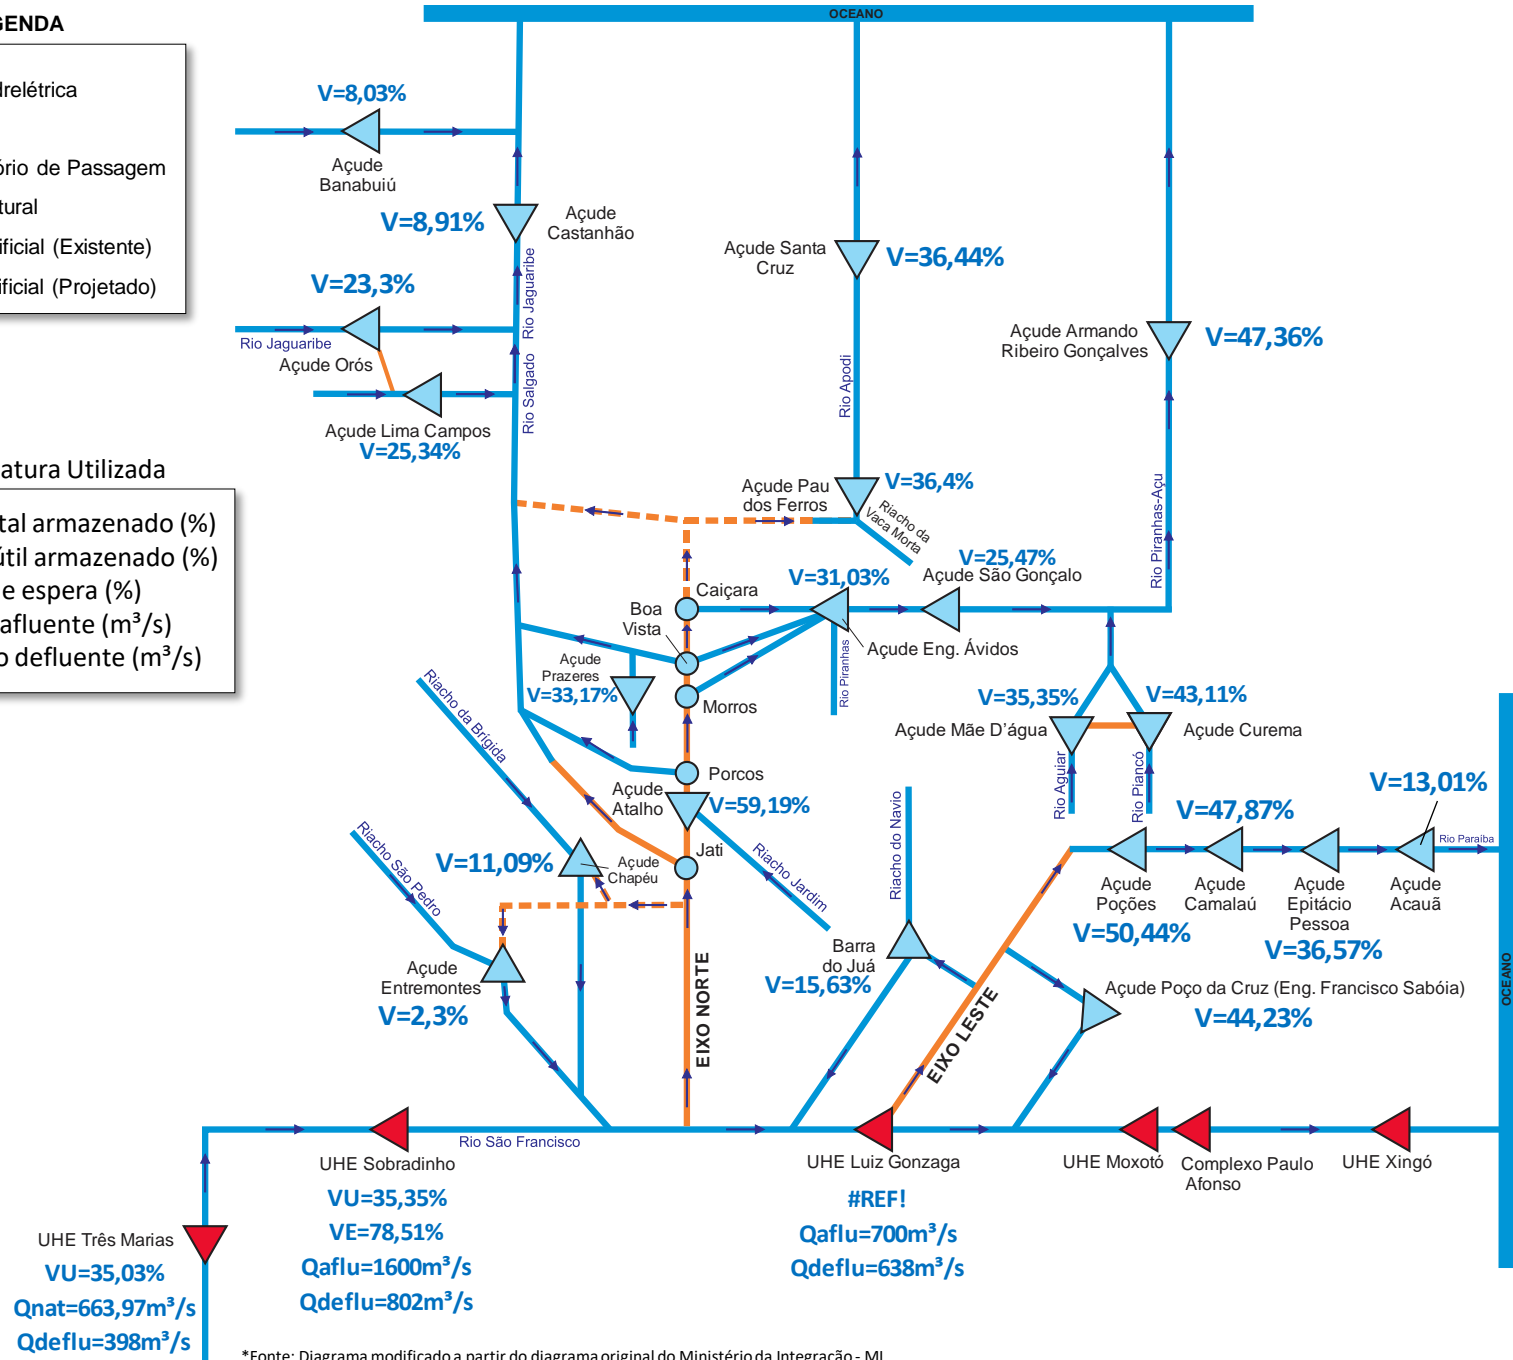 OCEANO
GENDA
drelétrica
ório de Passagem
tural
ificial (Existente)
ificial (Projetado)
V=8,03%
Açude
Banabuiú
V=8,91%
Açude
Castanhão
Rio Jaguaribe
V=23,3%
Rio Jaguaribe
Açude Orós
Rio Salgado
Açude Lima Campos
V=25,34%
Açude Santa
Cruz
V=36,44%
Rio Apodi
Açude Armando
Ribeiro Gonçalves
V=47,36%
atura Utilizada
tal armazenado (%)
útil armazenado (%)
e espera (%)
afluente (m³/s)
o defluente (m³/s)
Açude Pau
dos Ferros
V=36,4%
Riacho da
Vaca Morta
Rio Piranhas-Açu
V=25,47%
Açude São Gonçalo
V=31,03%
Açude Eng. Ávidos
Rio Piranhas
Caiçara
Boa
Vista
Morros
Açude
Prazeres
V=33,17%
Porcos
Riacho da Brígida
Açude
Atalho
V=59,19%
Jati
Riacho Jardim
V=35,35%
Açude Mãe D'água
V=43,11%
Açude Curema
Rio Aguiar
Rio Piancó
V=13,01%
V=47,87%
Rio Paraíba
Açude
Poções
V=50,44%
Açude
Camalaú
Açude
Epitácio
Pessoa
V=36,57%
Açude
Acauã
Riacho São Pedro
V=11,09%
Açude
Chapéu
Açude
Entremontes
V=2,3%
Riacho do Navio
Barra
do Juá
V=15,63%
Açude Poço da Cruz (Eng. Francisco Sabóia)
V=44,23%
EIXO NORTE
EIXO LESTE
OCEANO
Rio São Francisco
UHE Sobradinho
VU=35,35%
VE=78,51%
Qaflu=1600m³/s
Qdeflu=802m³/s
UHE Luiz Gonzaga
#REF!
Qaflu=700m³/s
Qdeflu=638m³/s
UHE Moxotó
Complexo Paulo
Afonso
UHE Xingó
UHE Três Marias
VU=35,03%
Qnat=663,97m³/s
Qdeflu=398m³/s
*Fonte: Diagrama modificado a partir do diagrama original do Ministério da Integração - MI